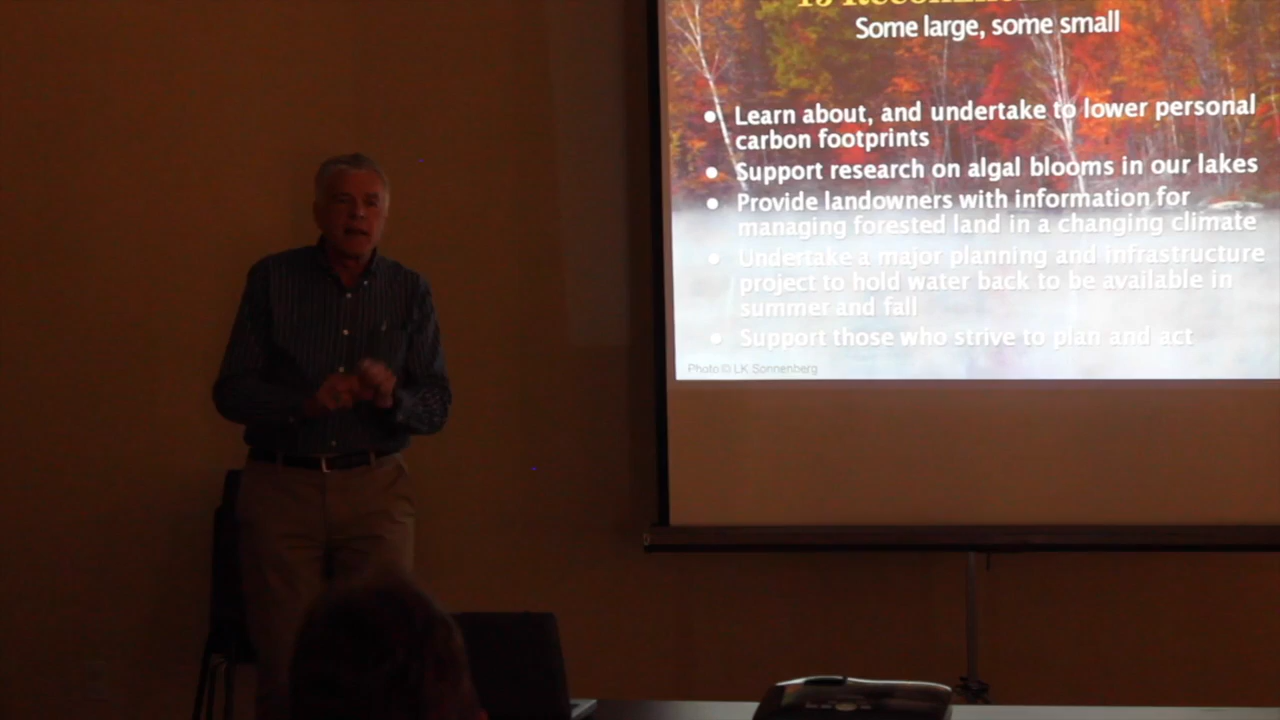 Some large, some small
• Learn about, and undertake to lower personal
carbon footprints
• Support research on algal blooms in our lakes
• Provide landowners with information for
managing forested land in a changing climate
• Undertake a major planning and infrastructure
project to hold water back to be available in
summer and fall
• Support those who strive to plan and act
Photo © LK Sonnenberg